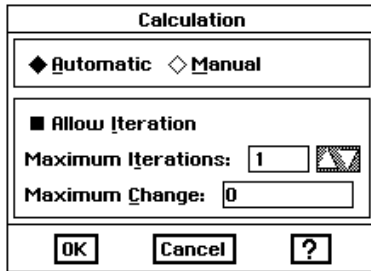 Calculation
Automatic Manual
Allow Iteration
Maximum Iterations: 1
Maximum Change: 0
OK Cancel ?